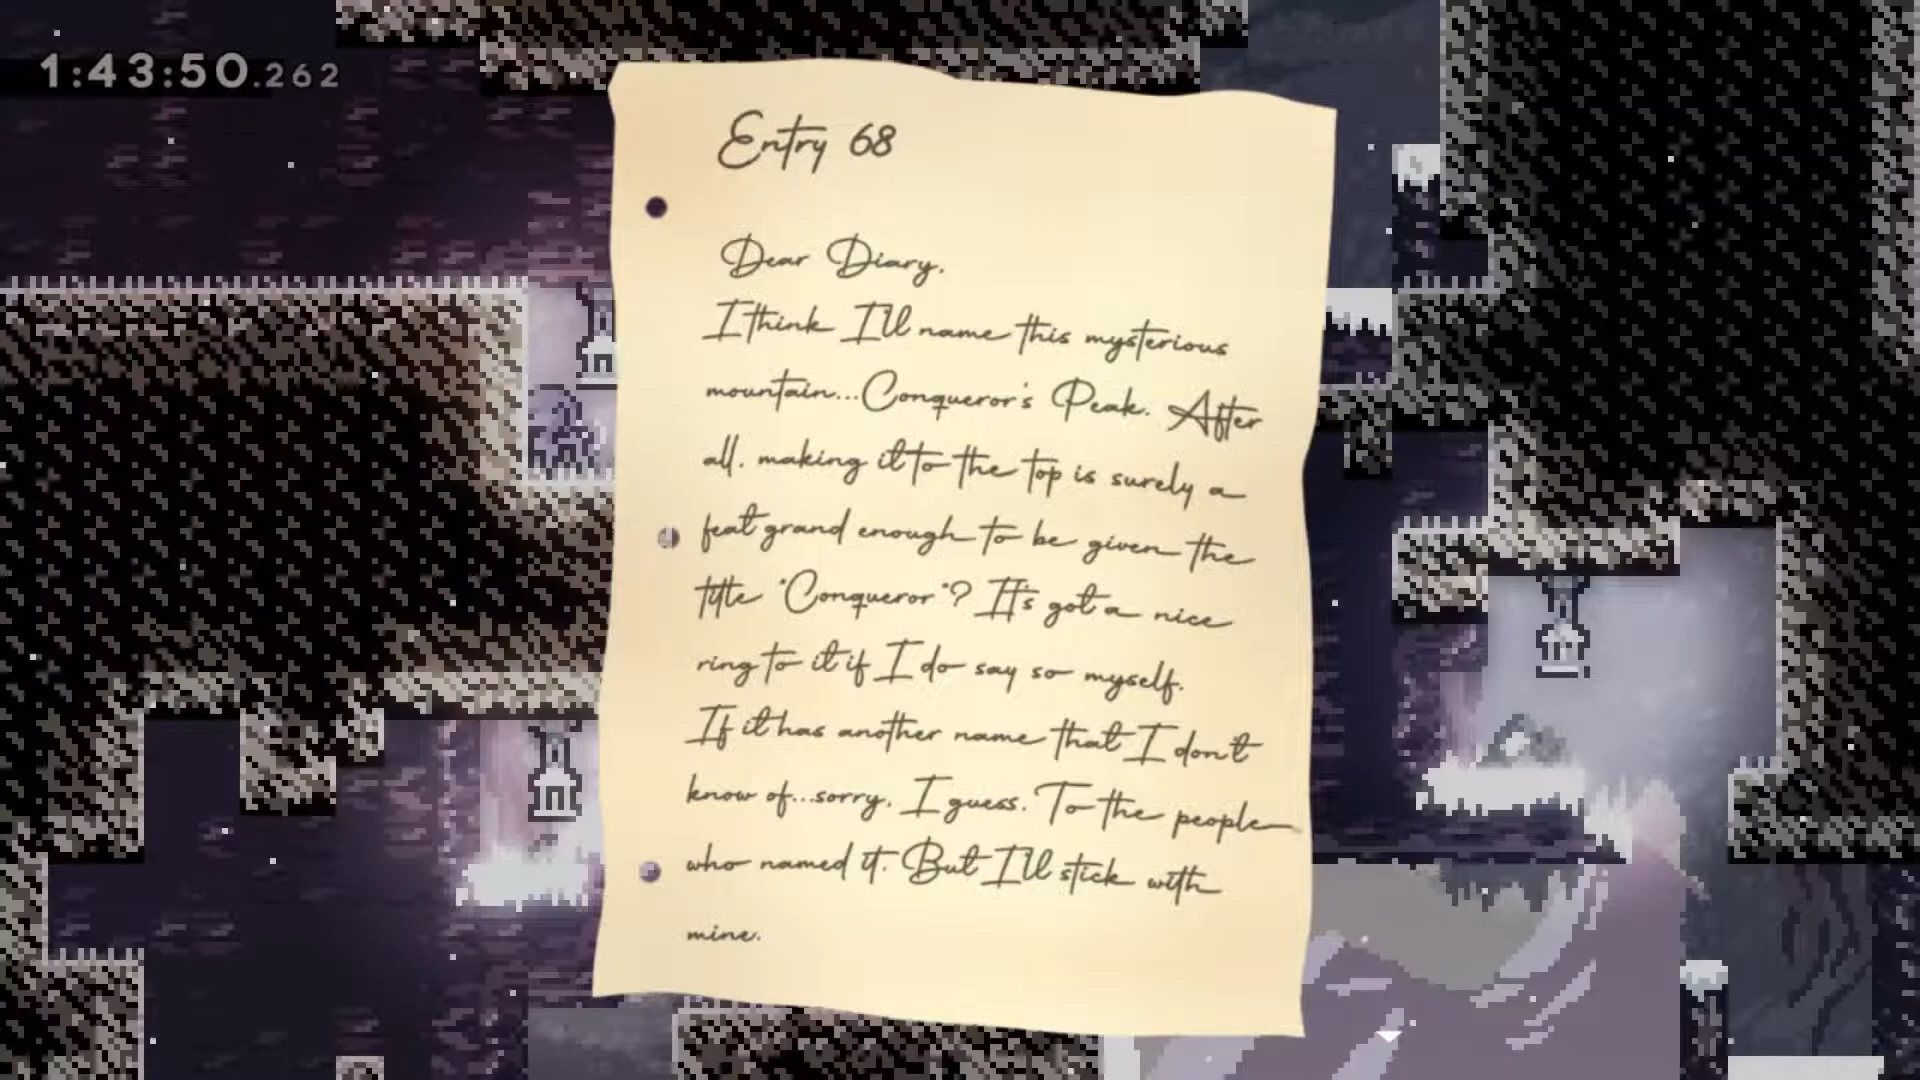 1:43:50.262
Entry 68
Dear Diary,
I think I'll name this mysterious
mountain...Conqueror's Peak. After
all, making it to the top is surely a
feat grand enough to be given the
title "Conqueror"? It's got a nice
ring to it if I do say so myself.
If it has another name that I don't
know of...sorry, I guess. To the people
who named it. But I'll stick with
mine.